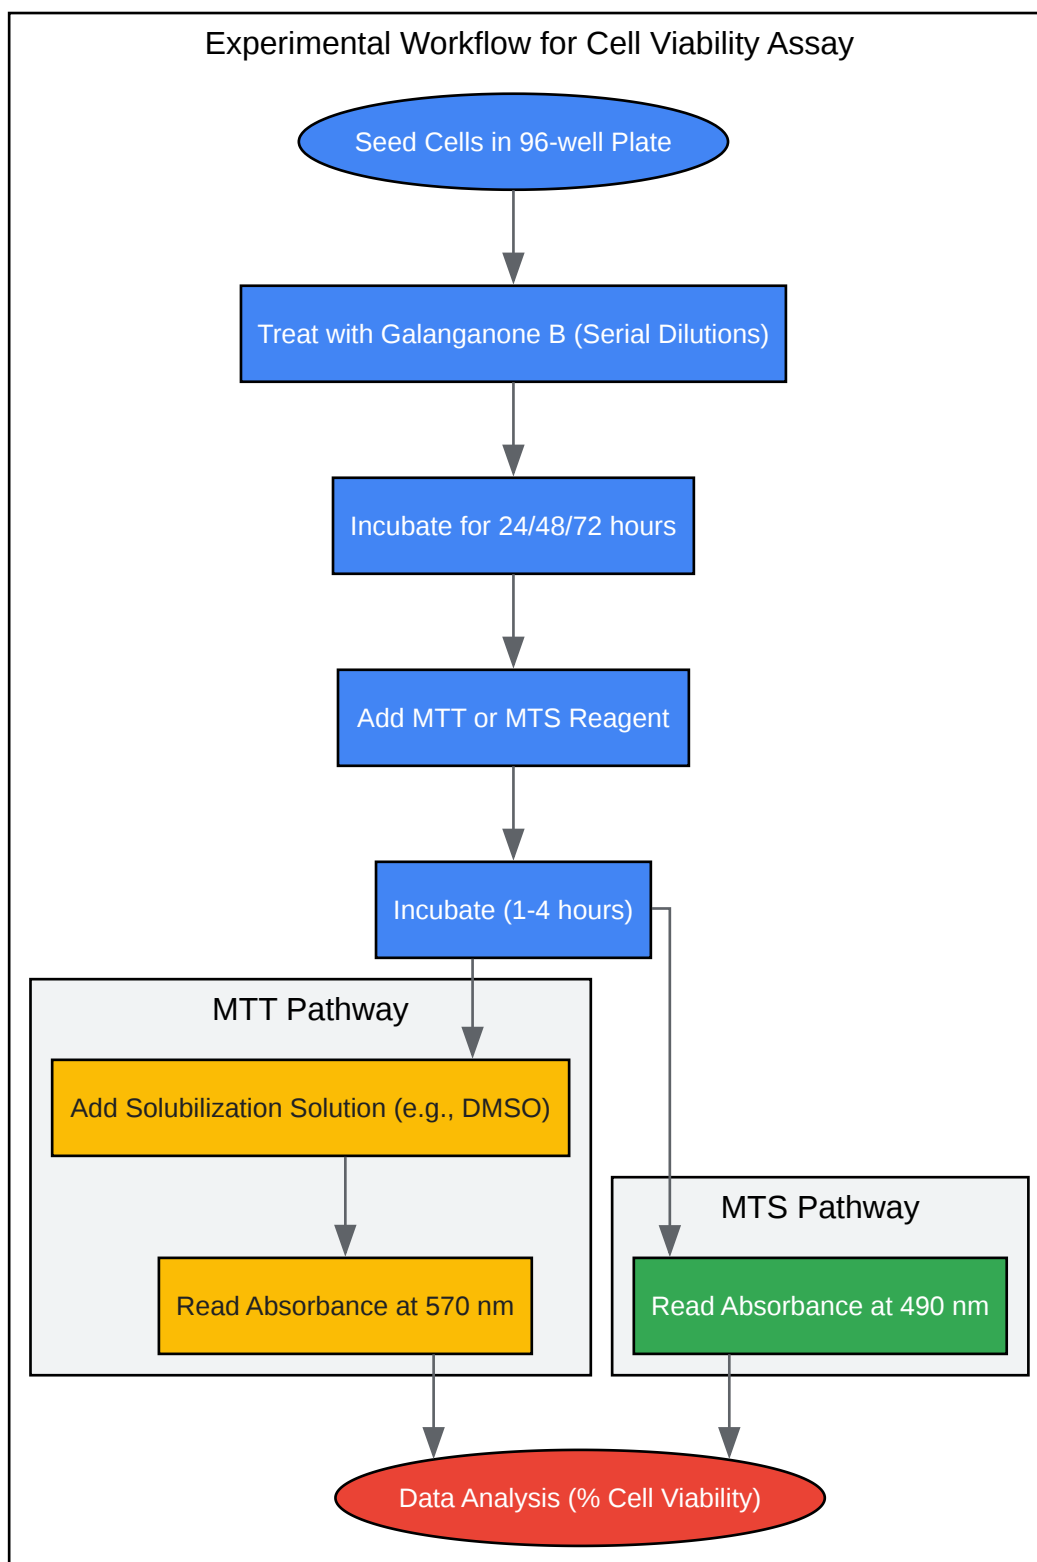 Experimental Workflow for Cell Viability Assay
Seed Cells in 96-well Plate
Treat with Galanganone B (Serial Dilutions)
Incubate for 24/48/72 hours
Add MTT or MTS Reagent
Incubate (1-4 hours)
MTT Pathway
Add Solubilization Solution (e.g., DMSO)
Read Absorbance at 570 nm
MTS Pathway
Read Absorbance at 490 nm
Data Analysis (% Cell Viability)